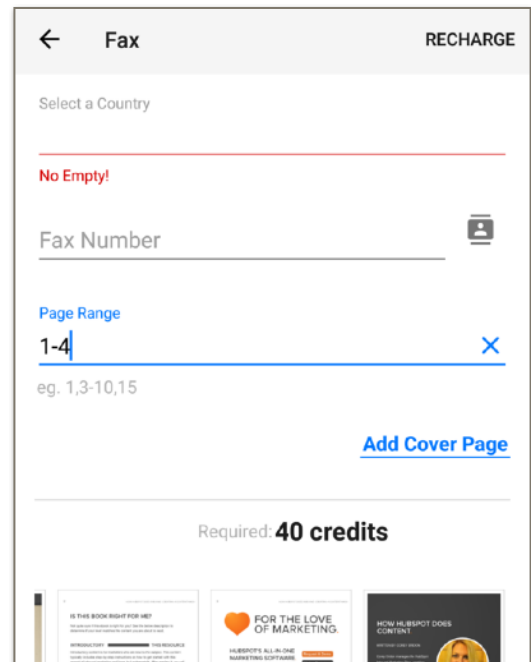 Fax
RECHARGE
Select a Country
No Empty!
Fax Number
Page Range
1-4
eg. 1,3-10,15
Add Cover Page
Required: 40 credits
IS THIS BOOK RIGHT FOR ME?
INTRODUCTORY
THIS RESOURCE
FOR THE LOVE
OF MARKETING.
HUBSPOT'S ALL-IN-ONE
MARKETING SOFTWARE
HOW HUBSPOT DOES
CONTENT